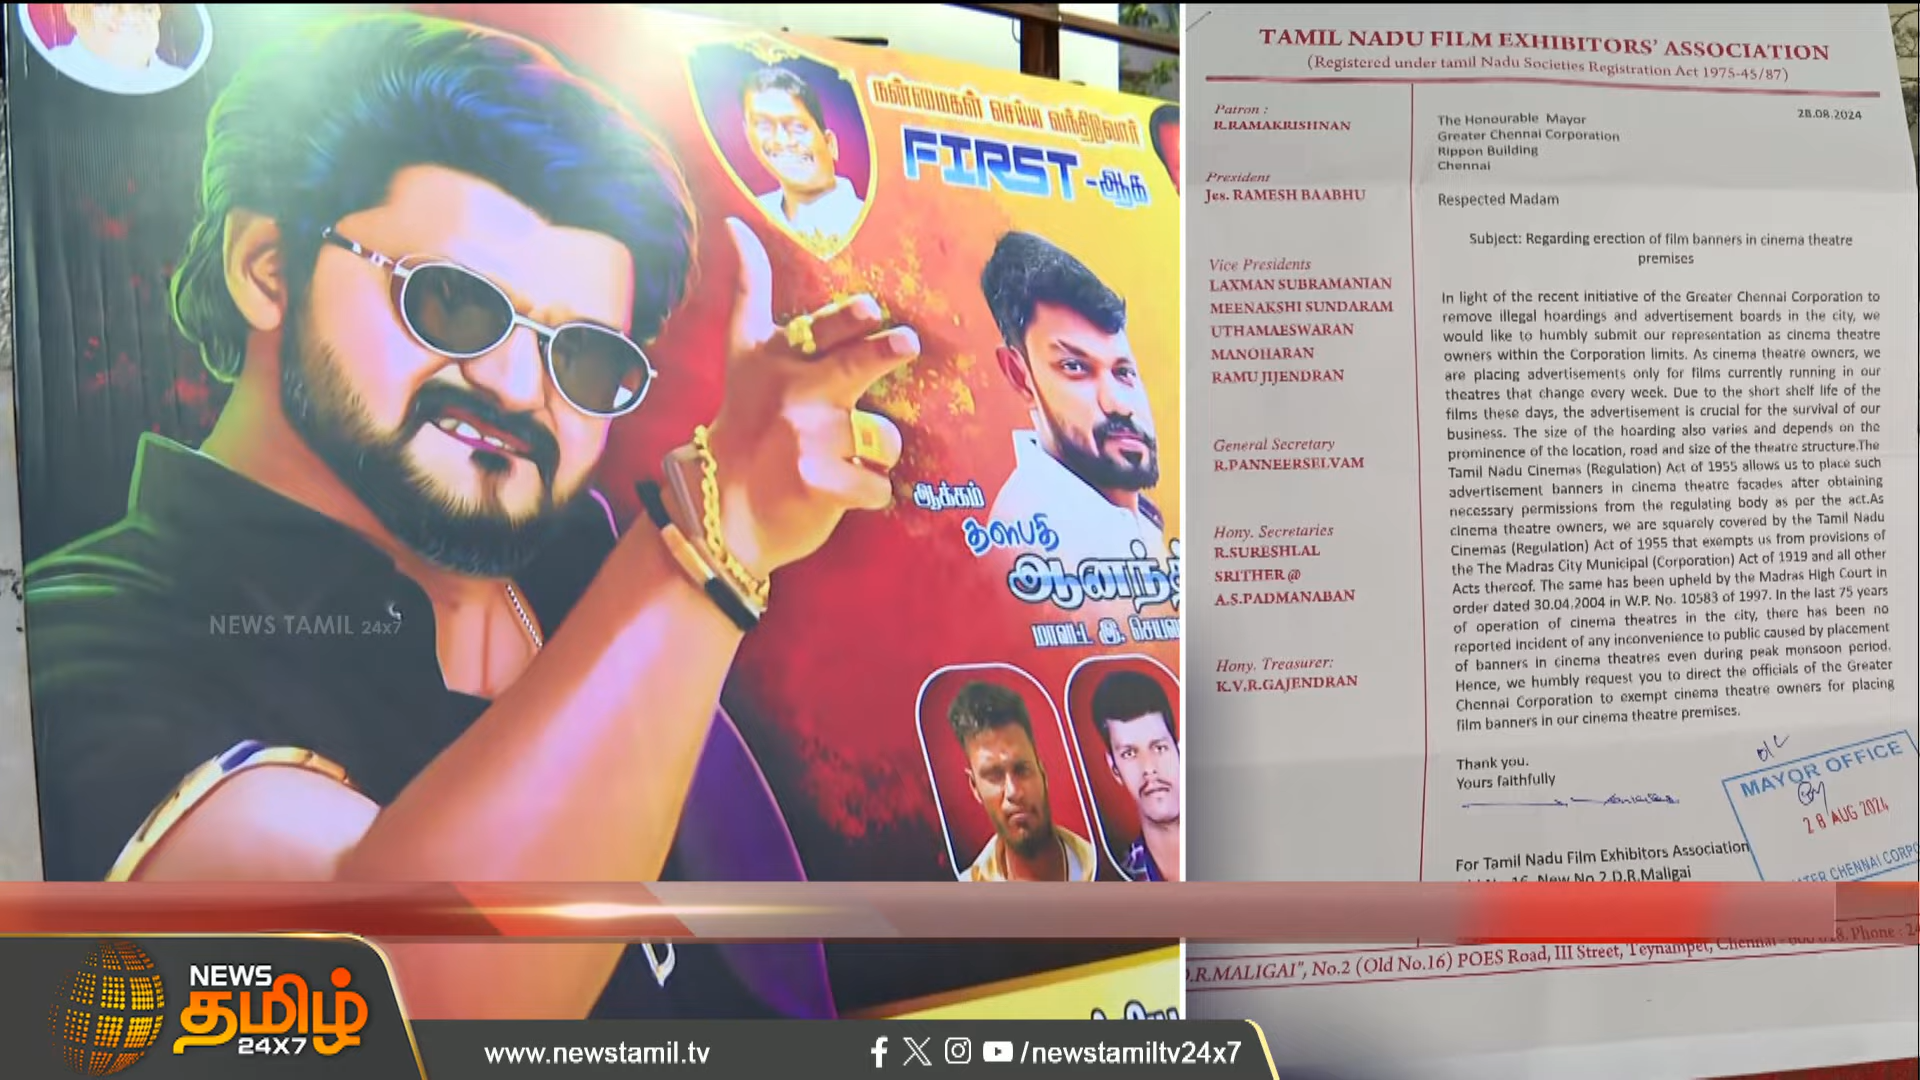 நன்மைகள் செய்ய வந்திடுவார்
FIRST -ஆக
ஆக்கம்
தளபதி
மாவட்ட
NEWS TAMIL 24x7
TAMIL NADU FILM EXHIBITORS' ASSOCIATION
(Registered under tamil Nadu Societies Registration Act 1975-45/87)
Patron :
R.RAMAKRISHNAN
President
Jes. RAMESH BAABHU
Vice Presidents
LAXMAN SUBRAMANIAN
MEENAKSHI SUNDARAM
UTHAMAESWARAN
MANOHARAN
RAMU JIJENDRAN
General Secretary
R.PANNEERSELVAM
Hony. Secretaries
R.SURESHLAL
SRITHER @
A.S.PADMANABAN
Hony. Treasurer:
K.V.R.GAJENDRAN
28.08.2024
The Honourable Mayor
Greater Chennai Corporation
Rippon Building
Chennai
Respected Madam
Subject: Regarding erection of film banners in cinema theatre
premises
In light of the recent initiative of the Greater Chennai Corporation to
remove illegal hoardings and advertisement boards in the city, we
would like to humbly submit our representation as cinema theatre
owners within the Corporation limits. As cinema theatre owners, we
are placing advertisements only for films currently running in our
theatres that change every week. Due to the short shelf life of the
films these days, the advertisement is crucial for the survival of our
business. The size of the hoarding also varies and depends on the
prominence of the location, road and size of the theatre structure.The
Tamil Nadu Cinemas (Regulation) Act of 1955 allows us to place such
advertisement banners in cinema theatre facades after obtaining
necessary permissions from the regulating body as per the act.As
cinema theatre owners, we are squarely covered by the Tamil Nadu
Cinemas (Regulation) Act of 1955 that exempts us from provisions of
the The Madras City Municipal (Corporation) Act of 1919 and all other
Acts thereof. The same has been upheld by the Madras High Court in
order dated 30.04.2004 in W.P. No. 10583 of 1997. In the last 75 years
of operation of cinema theatres in the city, there has been no
reported incident of any inconvenience to public caused by placement
of banners in cinema theatres even during peak monsoon period.
Hence, we humbly request you to direct the officials of the Greater
Chennai Corporation to exempt cinema theatre owners for placing
film banners in our cinema theatre premises.
Thank you.
Yours faithfully
MAYOR OFFICE
28 AUG 2024
CHENNAI
For Tamil Nadu Film Exhibitors Association
New No 2.D.R.Maligai
D.R.MALIGAI", No.2 (Old No.16) POES Road, III Street, Teynampet, Chennai - Phone :
NEWS
தமிழ்
24X7
www.newstamil.tv
/newstamiltv24x7